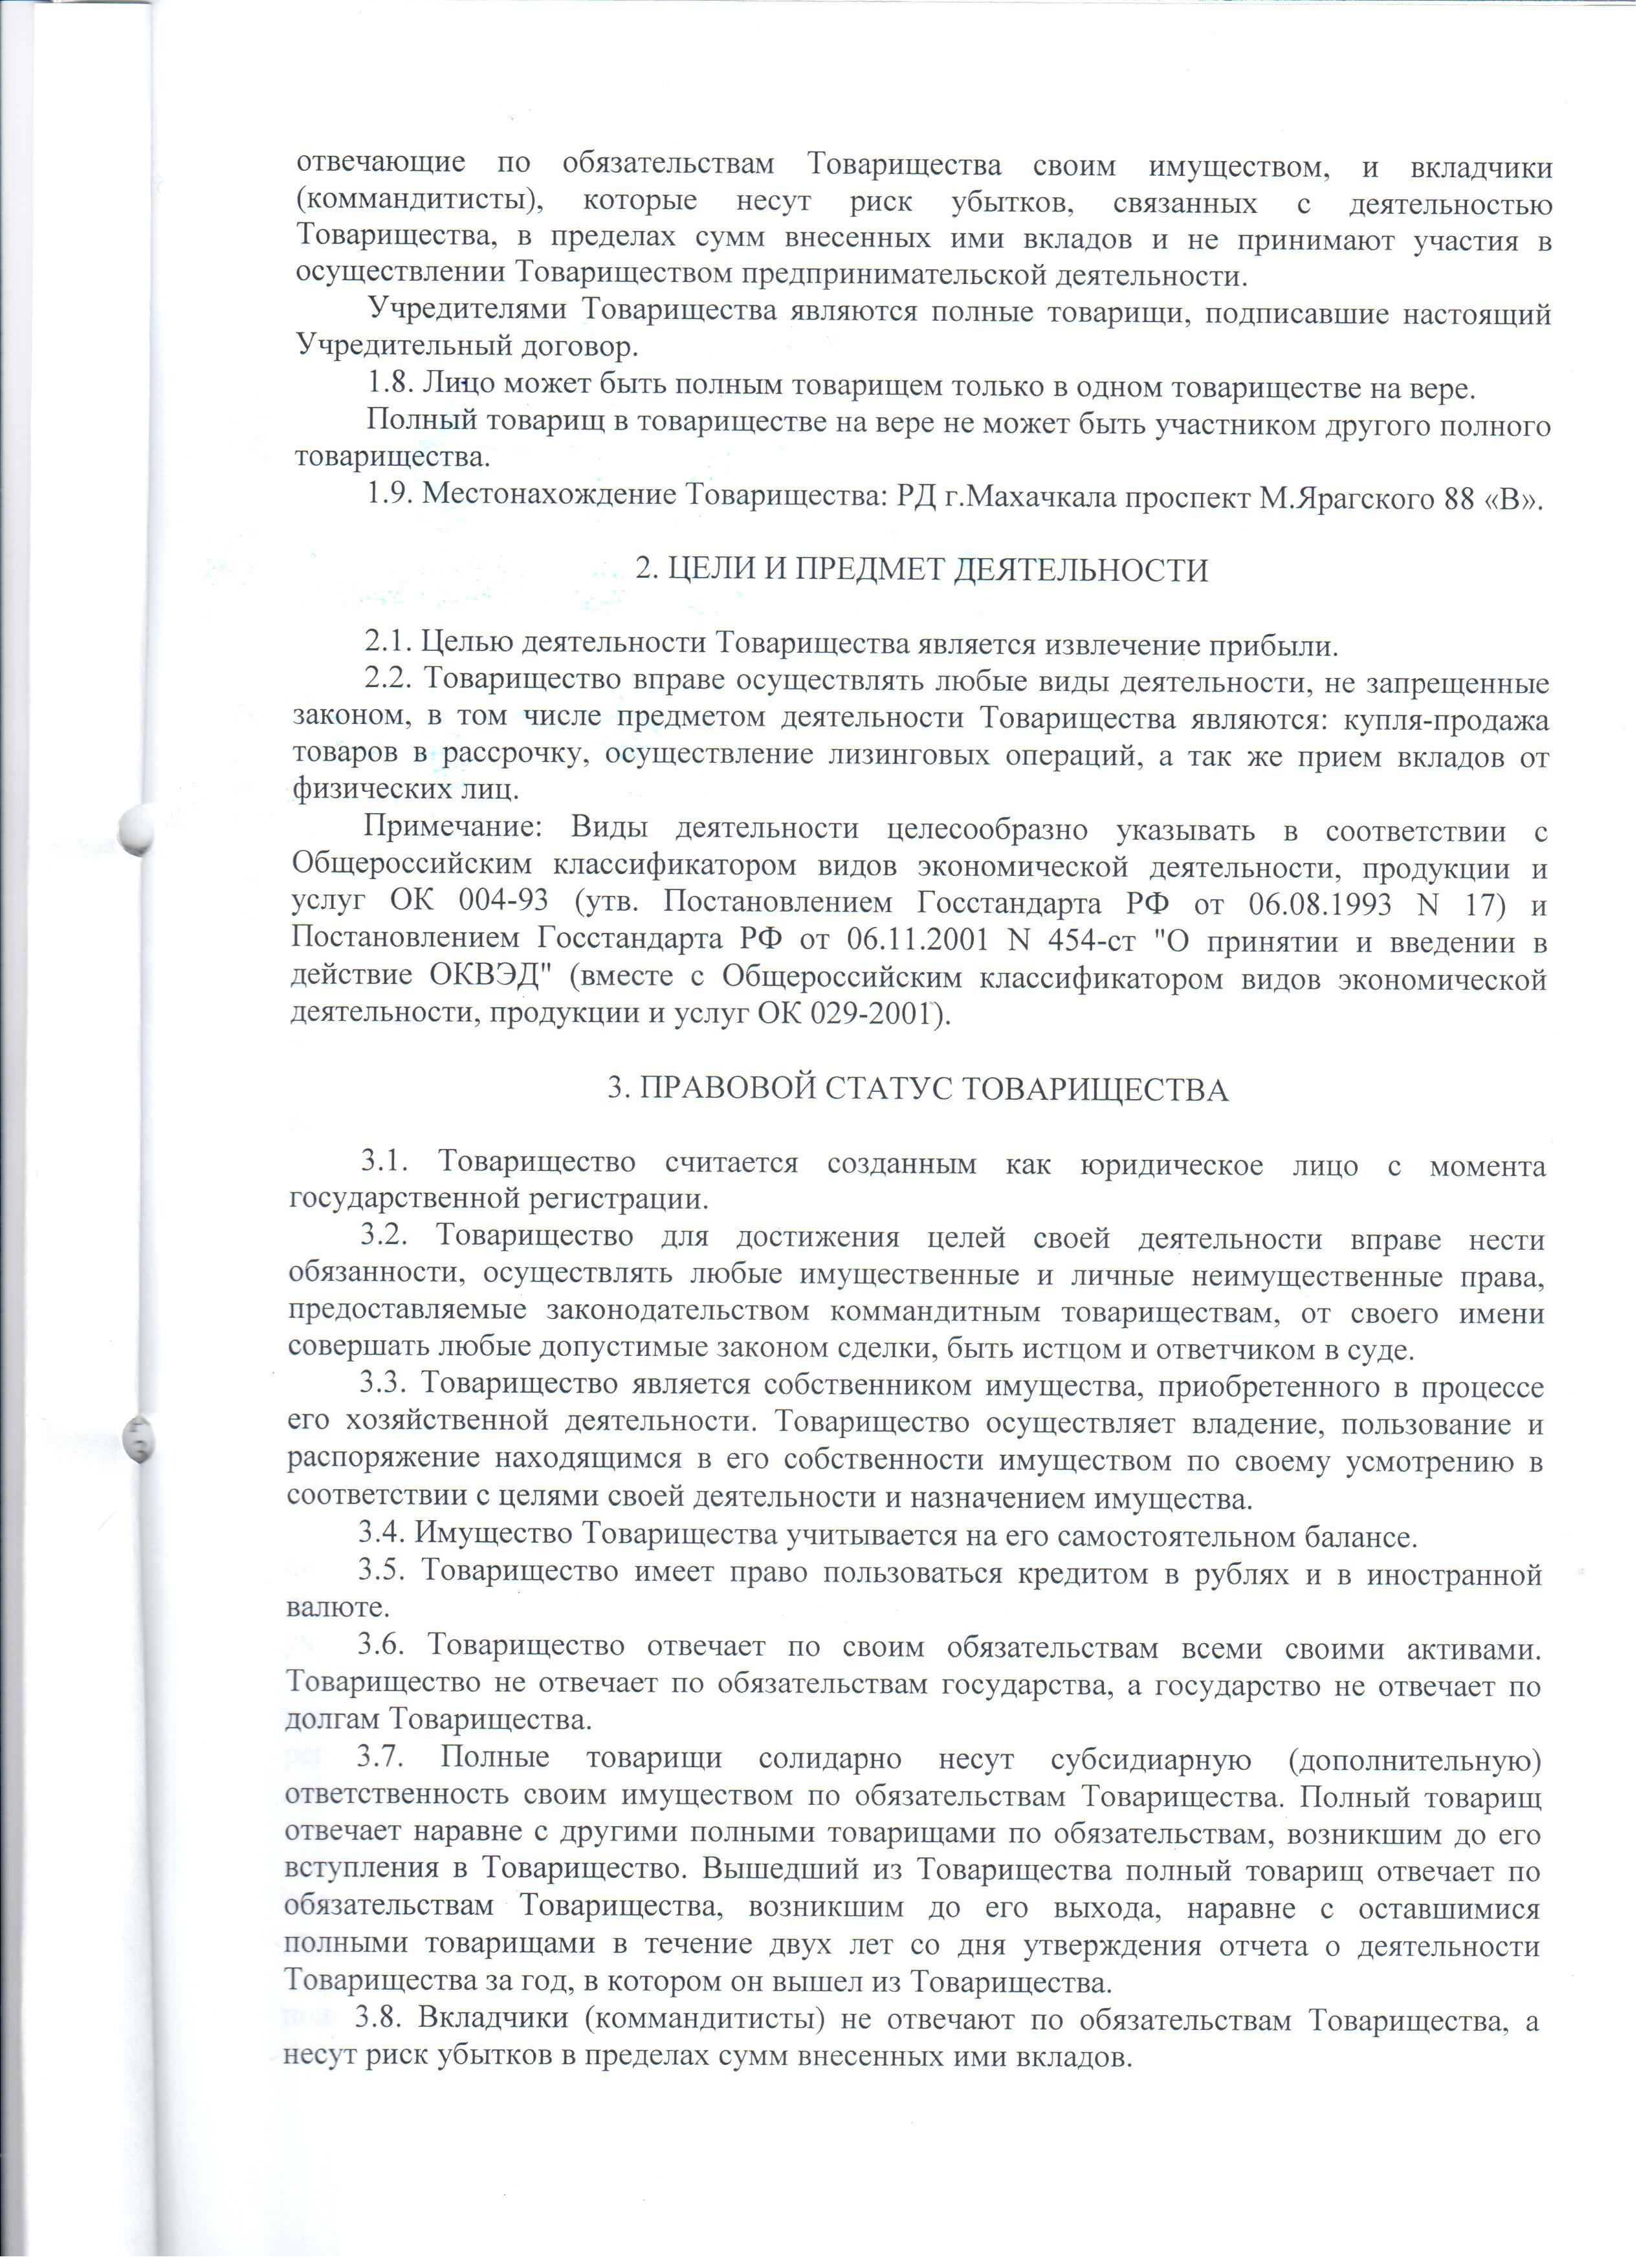 отвечающие по обязательствам Товарищества своим имуществом, и вкладчики
(коммандитисты), которые несут риск убытков, связанных с деятельностью
Товарищества, в пределах сумм внесенных ими вкладов и не принимают участия в
осуществлении Товариществом предпринимательской деятельности.
Учредителями Товарищества являются полные товарищи, подписавшие настоящий
Учредительный договор.
1.8. Лицо может быть полным товарищем только в одном товариществе на вере.
Полный товарищ в товариществе на вере не может быть участником другого полного
товарищества.
1.9. Местонахождение Товарищества: РД г.Махачкала проспект М.Ярагского 88 «В».
2. ЦЕЛИ И ПРЕДМЕТ ДЕЯТЕЛЬНОСТИ
2.1. Целью деятельности Товарищества является извлечение прибыли.
2.2. Товарищество вправе осуществлять любые виды деятельности, не запрещенные
законом, в том числе предметом деятельности Товарищества являются: купля-продажа
товаров в рассрочку, осуществление лизинговых операций, а так же прием вкладов от
физических лиц.
Примечание: Виды деятельности целесообразно указывать в соответствии с
Общероссийским классификатором видов экономической деятельности, продукции и
услуг ОК 004-93 (утв. Постановлением Госстандарта РФ от 06.08.1993 N 17) и
Постановлением Госстандарта РФ от 06.11.2001 N 454-ст "О принятии и введении в
действие ОКВЭД" (вместе с Общероссийским классификатором видов экономической
деятельности, продукции и услуг ОК 029-2001).
3. ПРАВОВОЙ СТАТУС ТОВАРИЩЕСТВА
3.1. Товарищество считается созданным как юридическое лицо с момента
государственной регистрации.
3.2. Товарищество для достижения целей своей деятельности вправе нести
обязанности, осуществлять любые имущественные и личные неимущественные права,
предоставляемые законодательством коммандитным товариществам, от своего имени
совершать любые допустимые законом сделки, быть истцом и ответчиком в суде.
3.3. Товарищество является собственником имущества, приобретенного в процессе
его хозяйственной деятельности. Товарищество осуществляет владение, пользование и
распоряжение находящимся в его собственности имуществом по своему усмотрению в
соответствии с целями своей деятельности и назначением имущества.
3.4. Имущество Товарищества учитывается на его самостоятельном балансе.
3.5. Товарищество имеет право пользоваться кредитом в рублях и в иностранной
валюте.
3.6. Товарищество отвечает по своим обязательствам всеми своими активами.
Товарищество не отвечает по обязательствам государства, а государство не отвечает по
долгам Товарищества.
3.7. Полные товарищи солидарно несут субсидиарную (дополнительную)
ответственность своим имуществом по обязательствам Товарищества. Полный товарищ
отвечает наравне с другими полными товарищами по обязательствам, возникшим до его
вступления в Товарищество. Вышедший из Товарищества полный товарищ отвечает по
обязательствам Товарищества, возникшим до его выхода, наравне с оставшимися
полными товарищами в течение двух лет со дня утверждения отчета о деятельности
Товарищества за год, в котором он вышел из Товарищества.
3.8. Вкладчики (коммандитисты) не отвечают по обязательствам Товарищества, а
несут риск убытков в пределах сумм внесенных ими вкладов.